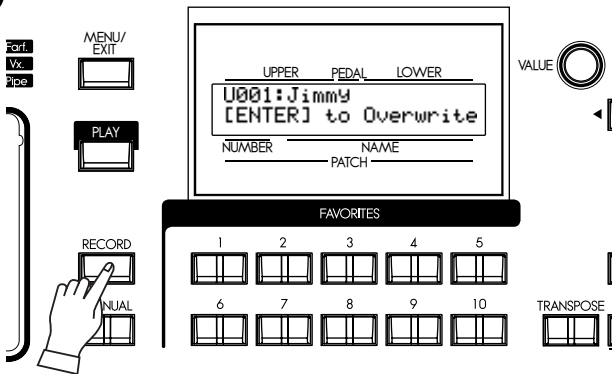 Farf.
Vx.
Pipe
MENU/
EXIT
PLAY
RECORD
NUAL
UPPER PEDAL LOWER
U001:Jimmy
[ENTER] to Overwrite
NUMBER NAME
PATCH
VALUE
FAVORITES
1 2 3 4 5
6 7 8 9 10
TRANSPOSE